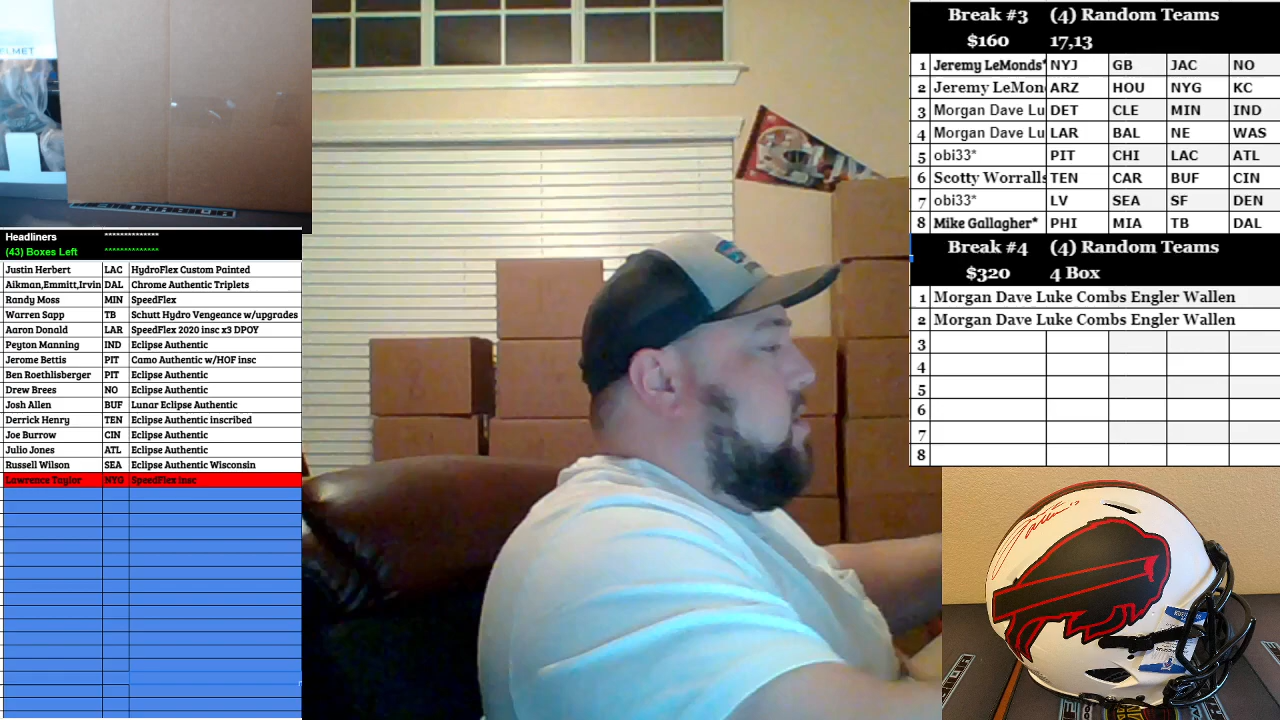 Headliners **************
(43) Boxes Left **************
Justin Herbert LAC HydroFlex Custom Painted
Aikman,Emmitt,Irvin DAL Chrome Authentic Triplets
Randy Moss MIN SpeedFlex
Warren Sapp TB Schutt Hydro Vengeance w/upgrades
Aaron Donald LAR SpeedFlex 2020 insc x3 DPOY
Peyton Manning IND Eclipse Authentic
Jerome Bettis PIT Camo Authentic w/HOF insc
Ben Roethlisberger PIT Eclipse Authentic
Drew Brees NO Eclipse Authentic
Josh Allen BUF Lunar Eclipse Authentic
Derrick Henry TEN Eclipse Authentic inscribed
Joe Burrow CIN Eclipse Authentic
Julio Jones ATL Eclipse Authentic
Russell Wilson SEA Eclipse Authentic Wisconsin
Lawrence Taylor NYG SpeedFlex insc
Break #3 (4) Random Teams
$160 17,13
1 Jeremy LeMonds* NYJ GB JAC NO
2 Jeremy LeMon ARZ HOU NYG KC
3 Morgan Dave Lu DET CLE MIN IND
4 Morgan Dave Lu LAR BAL NE WAS
5 obi33* PIT CHI LAC ATL
6 Scotty Worralls TEN CAR BUF CIN
7 obi33* LV SEA SF DEN
8 Mike Gallagher* PHI MIA TB DAL
Break #4 (4) Random Teams
$320 4 Box
1 Morgan Dave Luke Combs Engler Wallen
2 Morgan Dave Luke Combs Engler Wallen
3
4
5
6
7
8